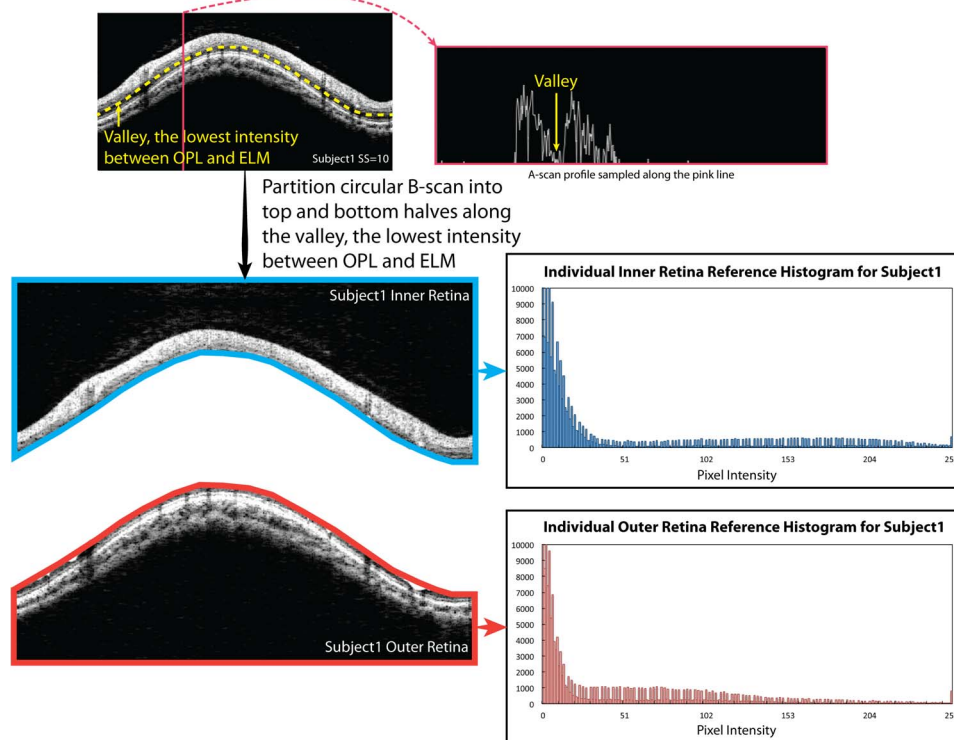 Valley
Valley, the lowest intensity
between OPL and ELM
Subject1 SS=10
A-scan profile sampled along the pink line
Partition circular B-scan into
top and bottom halves along
the valley, the lowest intensity
between OPL and ELM
Subject1 Inner Retina
Individual Inner Retina Reference Histogram for Subject1
10000
9000
8000
7000
6000
5000
4000
3000
2000
1000
0
0 51 102 153 204
Pixel Intensity
Subject1 Outer Retina
Individual Outer Retina Reference Histogram for Subject1
10000
9000
8000
7000
6000
5000
4000
3000
2000
1000
0
0 51 102 153 204
Pixel Intensity